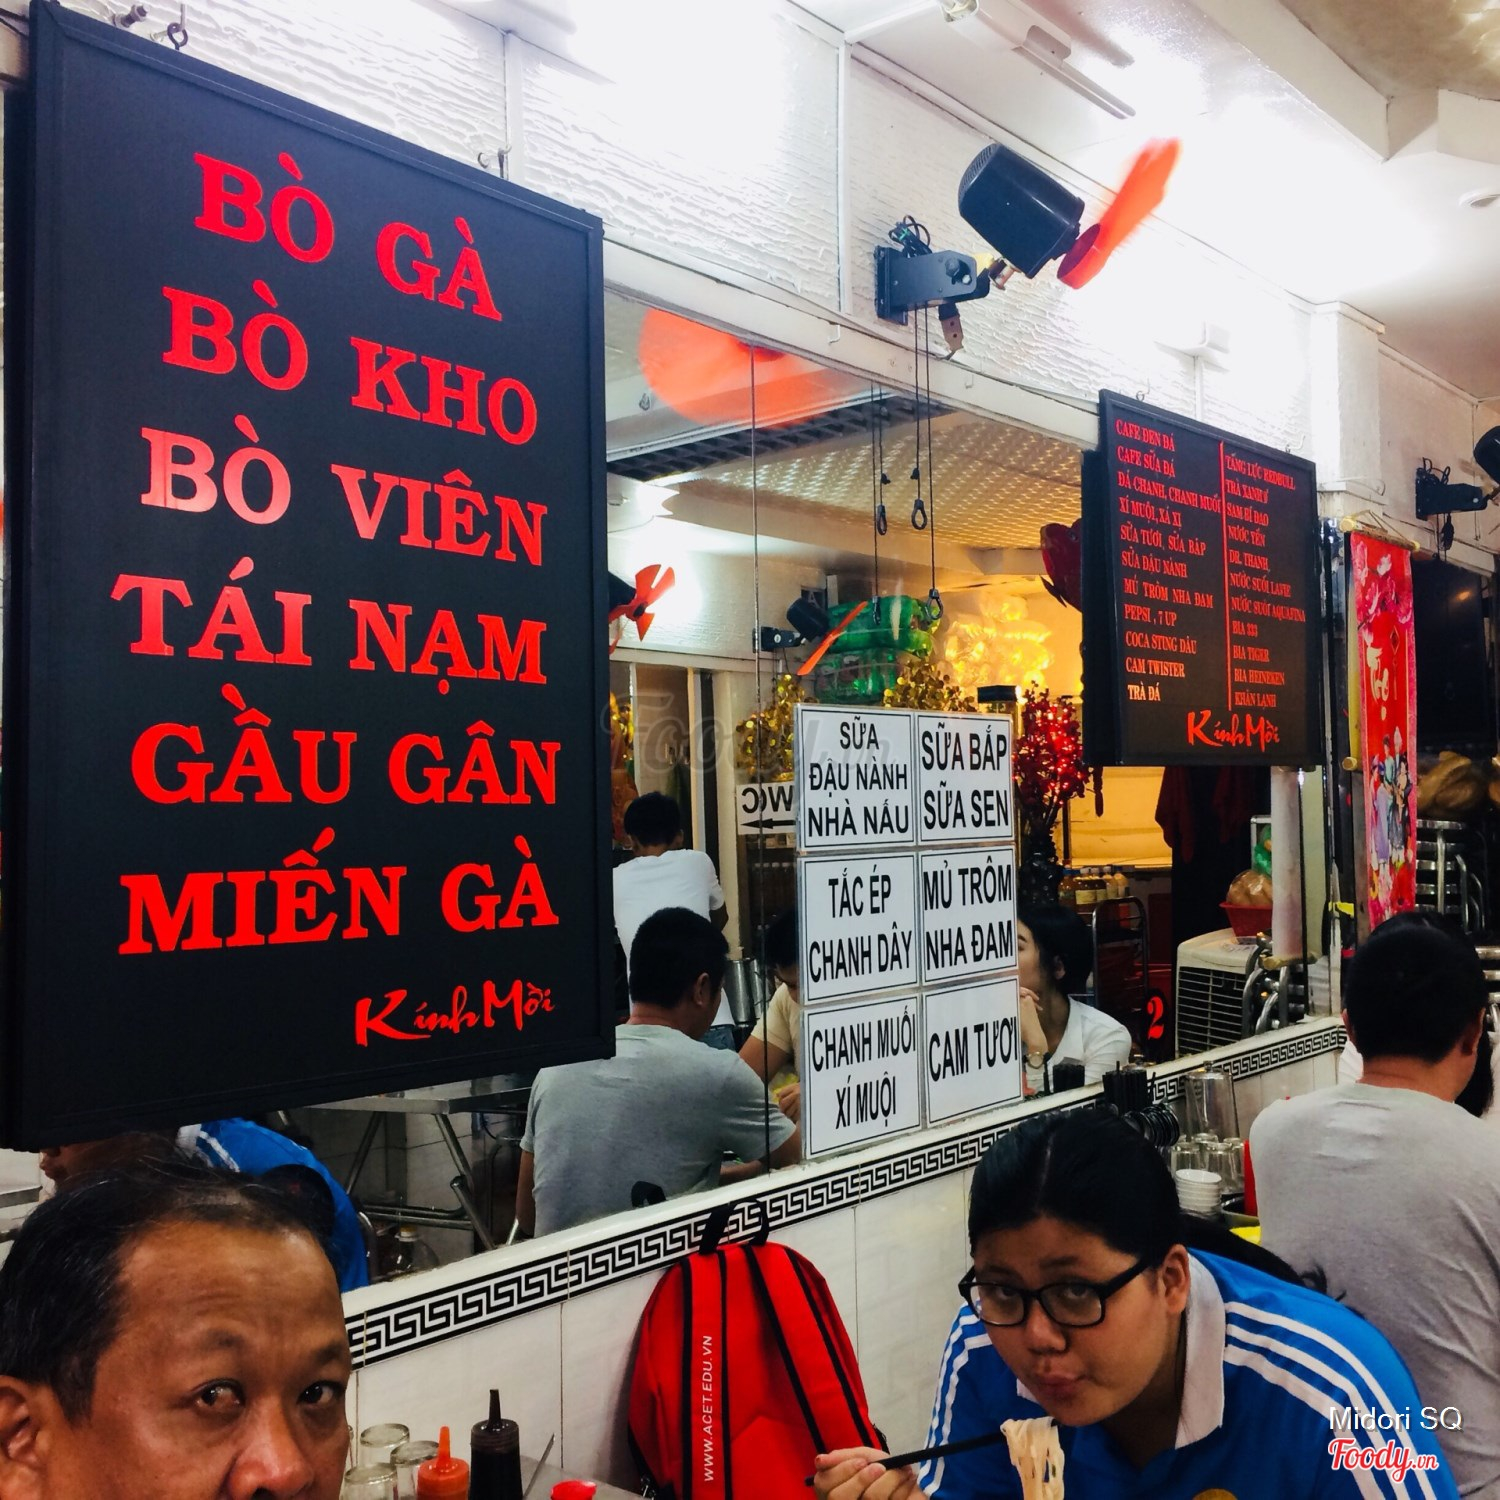 BÒ GÀ
BÒ KHO
BÒ VIÊN
TÁI NẠM
GẦU GÂN
MIẾN GÀ
Kính Mời
CAFE ĐEN ĐÁ
CAFE SỮA ĐÁ
ĐÁ CHANH, CHANH MUỐI
XÍ MUỘI, XÁ XỊ
SỮA TƯƠI, SỮA BẮP
SỮA ĐẬU NÀNH
MỦ TRÔM NHA ĐAM
PEPSI , 7 UP
COCA STING DÂU
CAM TWISTER
TRÀ ĐÁ
TĂNG LỰC REDBULL
TRÀ XANH
SAM BÍ ĐAO
NƯỚC YẾN
DR. THANH,
NƯỚC SUỐI LAVIE
NƯỚC SUỐI AQUAFINA
BIA 333
BIA TIGER
BIA HEINEKEN
KHĂN LẠNH
Kính Mời
SỮA
ĐẬU NÀNH
NHÀ NẤU
SỮA BẮP
SỮA SEN
TẮC ÉP
CHANH DÂY
MỦ TRÔM
NHA ĐAM
CHANH MUỐI
XÍ MUỘI
CAM TƯƠI
WC
2
Thọ
WWW.ACET.EDU.VN
Foody.vn
Midori SQ
Foody.vn